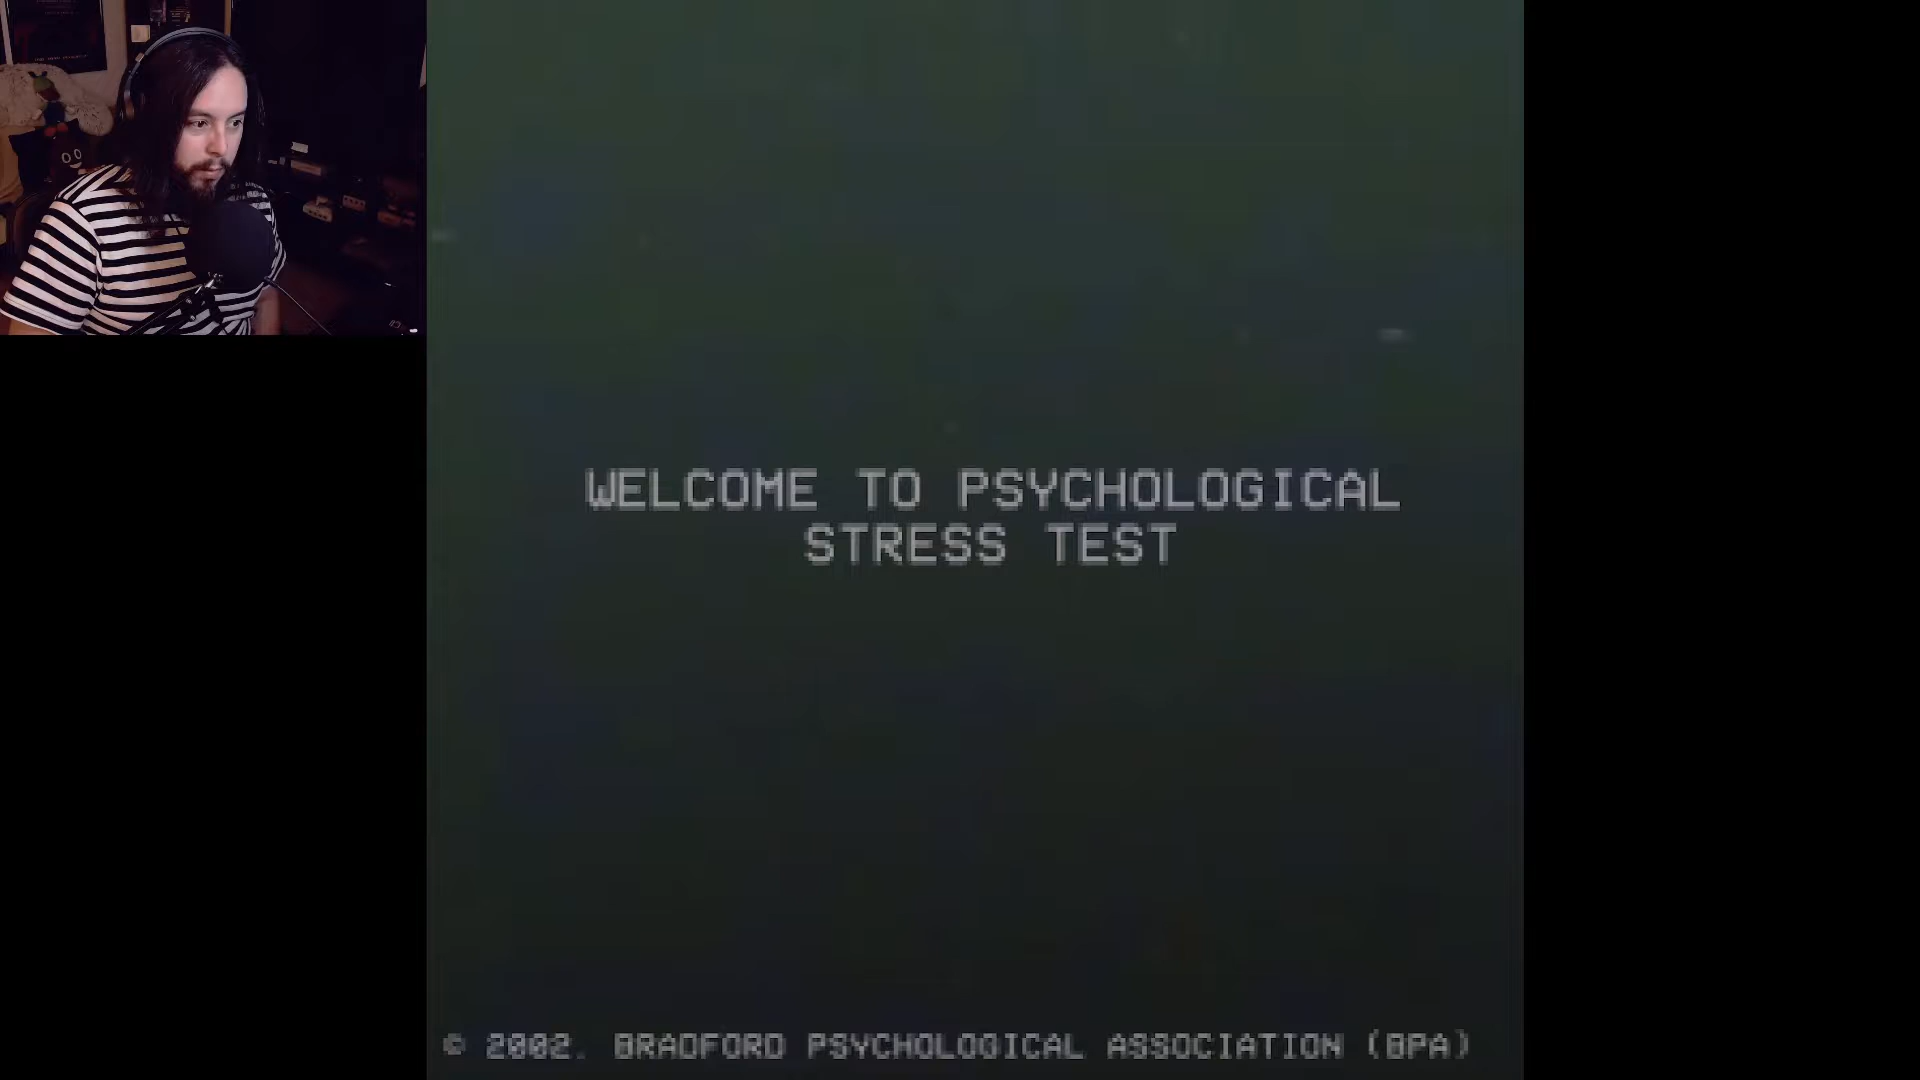 WELCOME TO PSYCHOLOGICAL
STRESS TEST
© 2002. BRADFORD PSYCHOLOGICAL ASSOCIATION (BPA)